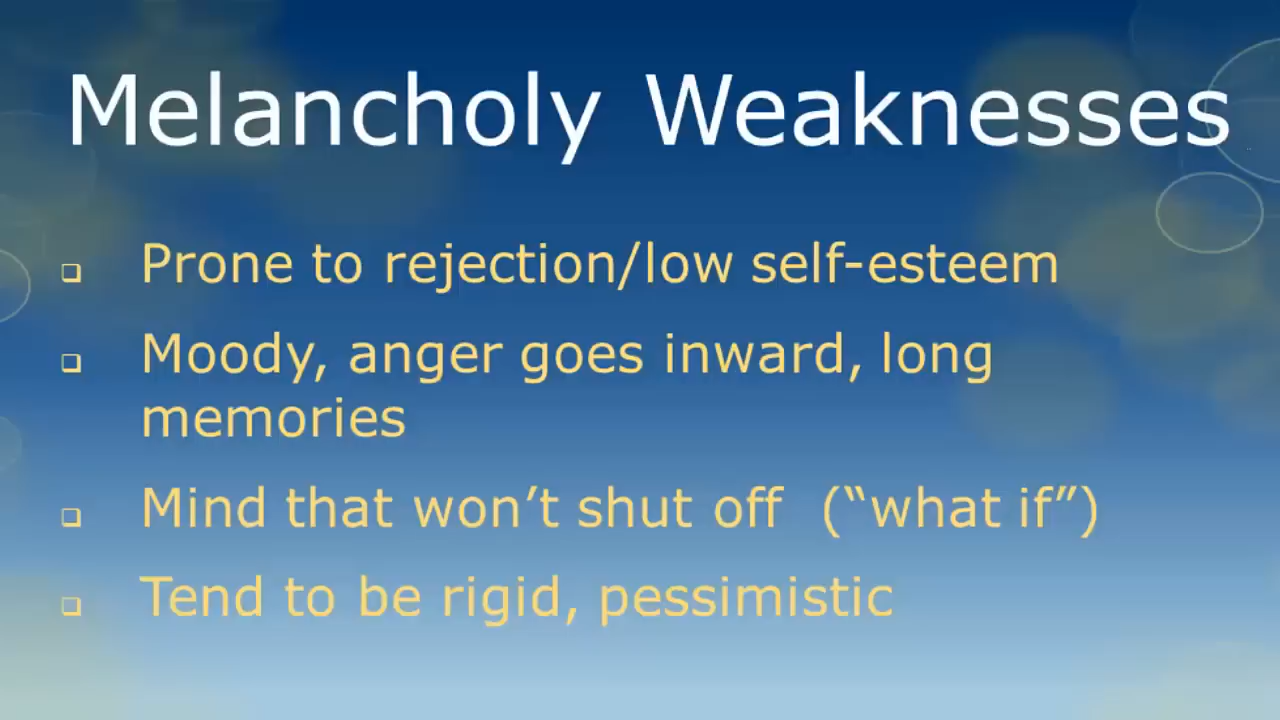 Melancholy Weaknesses
❑ Prone to rejection/low self-esteem
❑ Moody, anger goes inward, long
memories
❑ Mind that won’t shut off (“what if”)
❑ Tend to be rigid, pessimistic